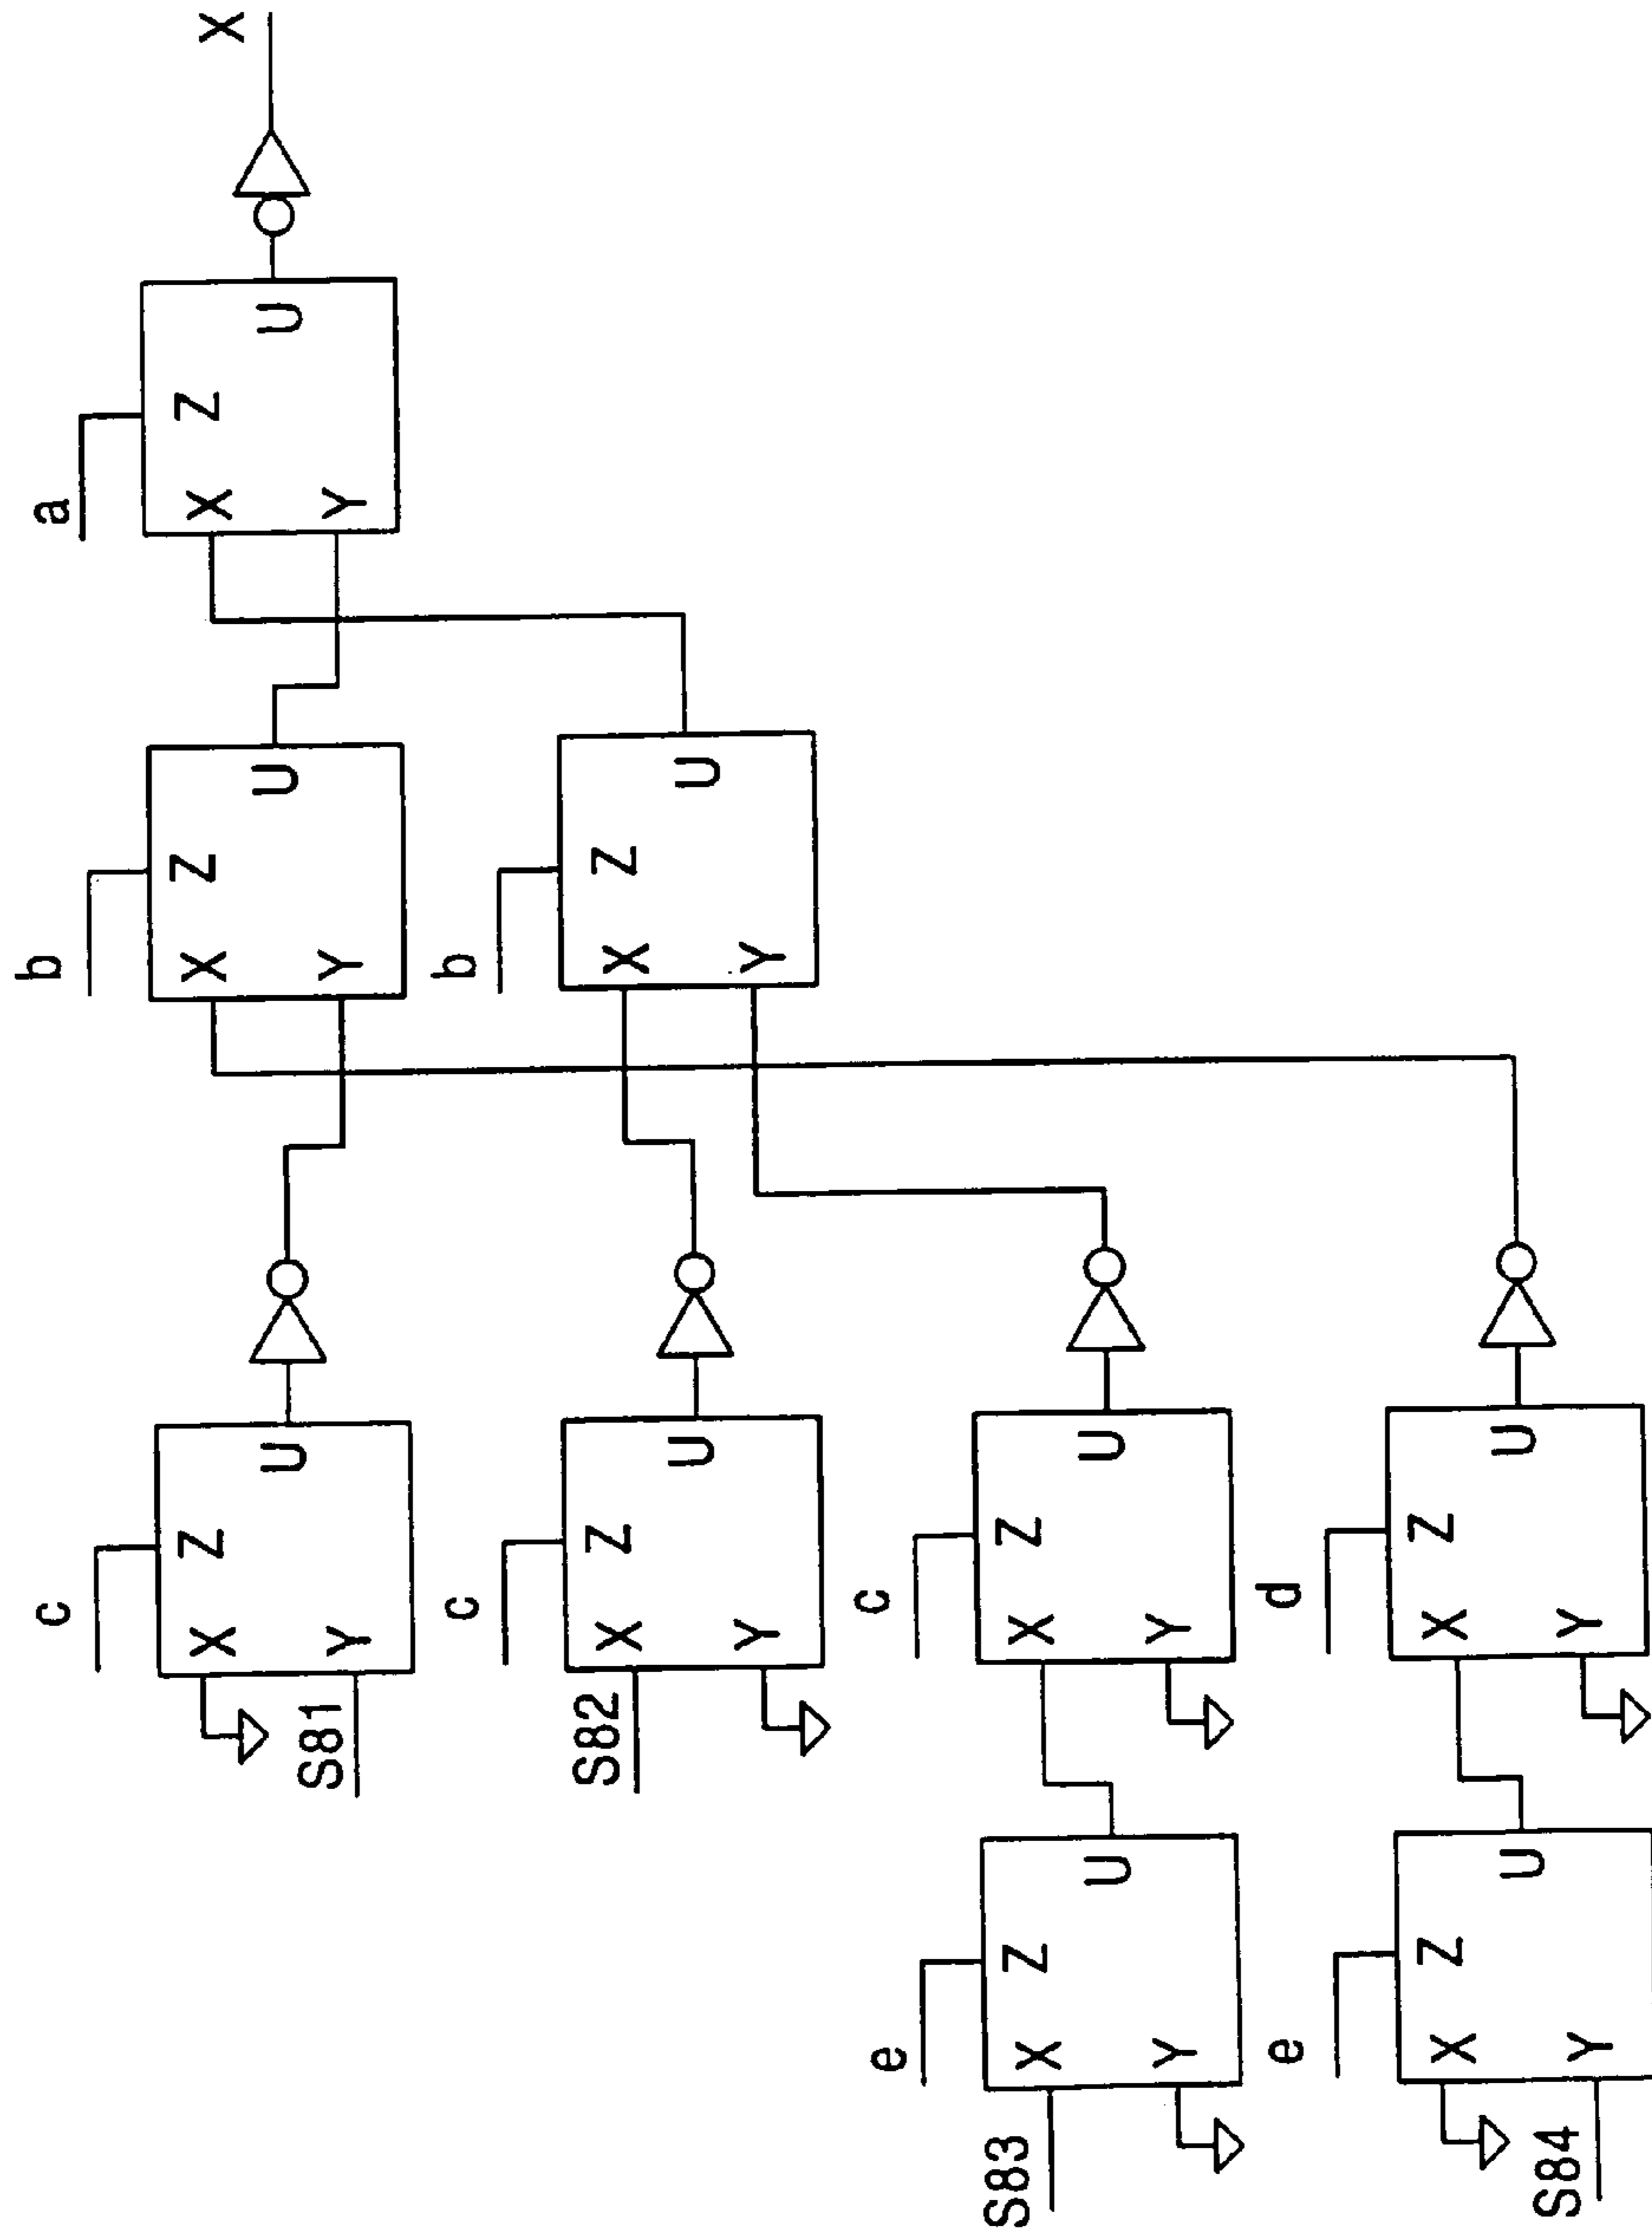 c b a
Z Z Z X
X U X U X U
S81 Y Y Y
c b
Z Z
S82 X U X U
Y Y
e c
Z Z
S83 X U X U
Y Y
e d
Z Z
X U X U
S84 Y Y